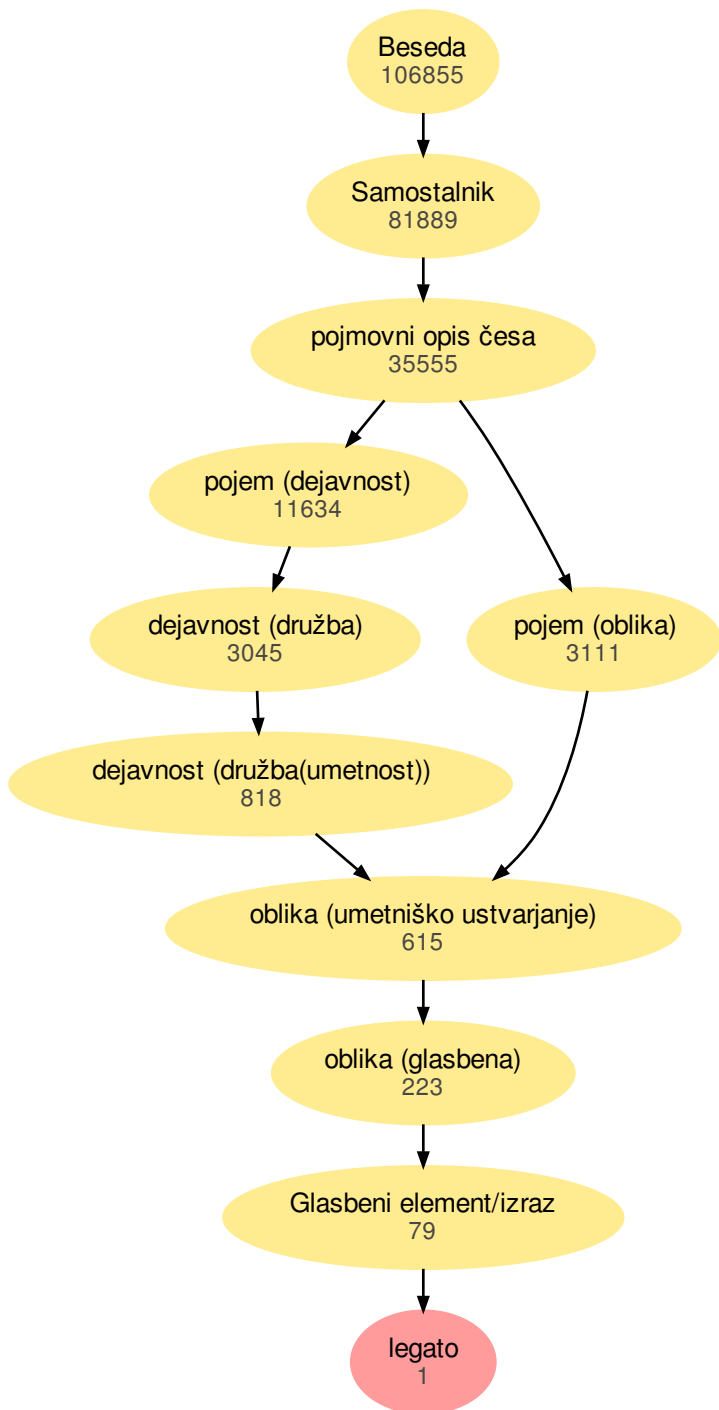 Beseda
106855
Samostalnik
81889
pojmovni opis česa
35555
pojem (dejavnost)
11634
dejavnost (družba)
3045
pojem (oblika)
3111
dejavnost (družba(umetnost))
818
oblika (umetniško ustvarjanje)
615
oblika (glasbena)
223
Glasbeni element/izraz
79
legato
1